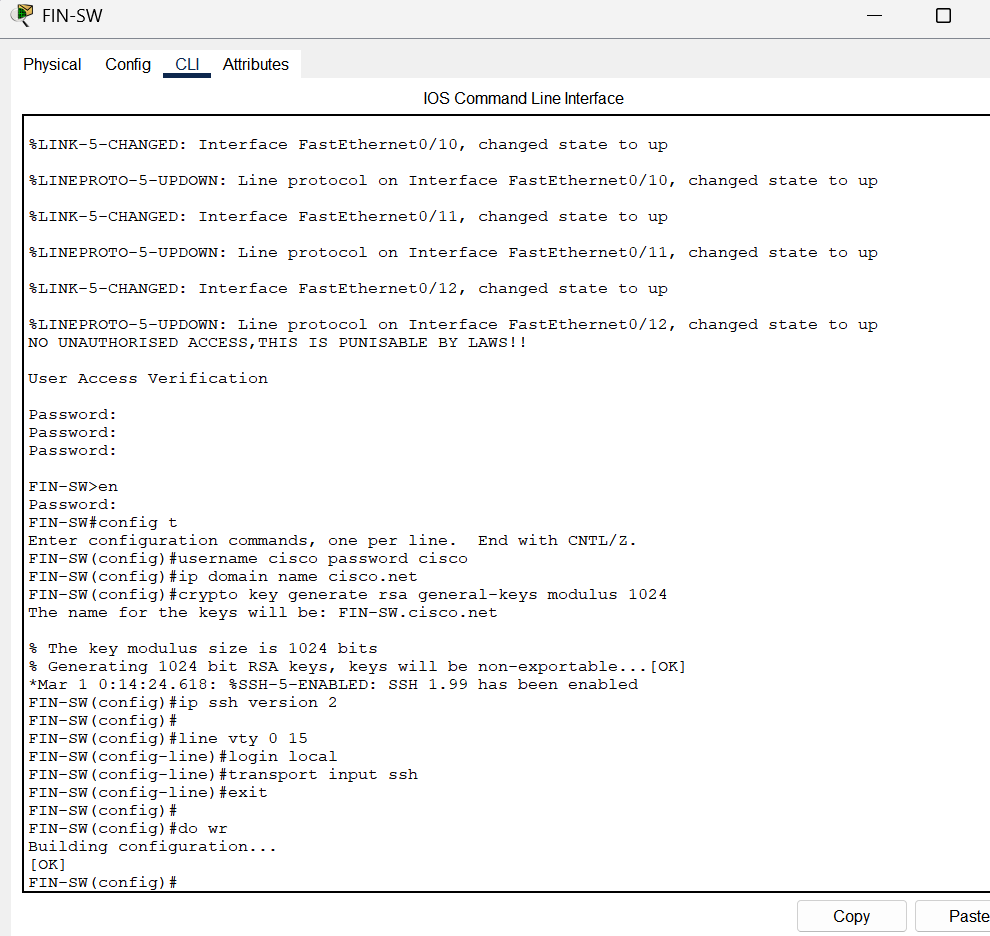 FIN-SW
Physical Config CLI Attributes
IOS Command Line Interface
%LINK-5-CHANGED: Interface FastEthernet0/10, changed state to up
%LINEPROTO-5-UPDOWN: Line protocol on Interface FastEthernet0/10, changed state to up
%LINK-5-CHANGED: Interface FastEthernet0/11, changed state to up
%LINEPROTO-5-UPDOWN: Line protocol on Interface FastEthernet0/11, changed state to up
%LINK-5-CHANGED: Interface FastEthernet0/12, changed state to up
%LINEPROTO-5-UPDOWN: Line protocol on Interface FastEthernet0/12, changed state to up
NO UNAUTHORISED ACCESS,THIS IS PUNISABLE BY LAWS!!
User Access Verification
Password:
Password:
Password:
FIN-SW>en
Password:
FIN-SW#config t
Enter configuration commands, one per line.  End with CNTL/Z.
FIN-SW(config)#username cisco password cisco
FIN-SW(config)#ip domain name cisco.net
FIN-SW(config)#crypto key generate rsa general-keys modulus 1024
The name for the keys will be: FIN-SW.cisco.net
% The key modulus size is 1024 bits
% Generating 1024 bit RSA keys, keys will be non-exportable...[OK]
*Mar 1 0:14:24.618: %SSH-5-ENABLED: SSH 1.99 has been enabled
FIN-SW(config)#ip ssh version 2
FIN-SW(config)#
FIN-SW(config)#line vty 0 15
FIN-SW(config-line)#login local
FIN-SW(config-line)#transport input ssh
FIN-SW(config-line)#exit
FIN-SW(config)#
FIN-SW(config)#do wr
Building configuration...
[OK]
FIN-SW(config)#
Copy Paste